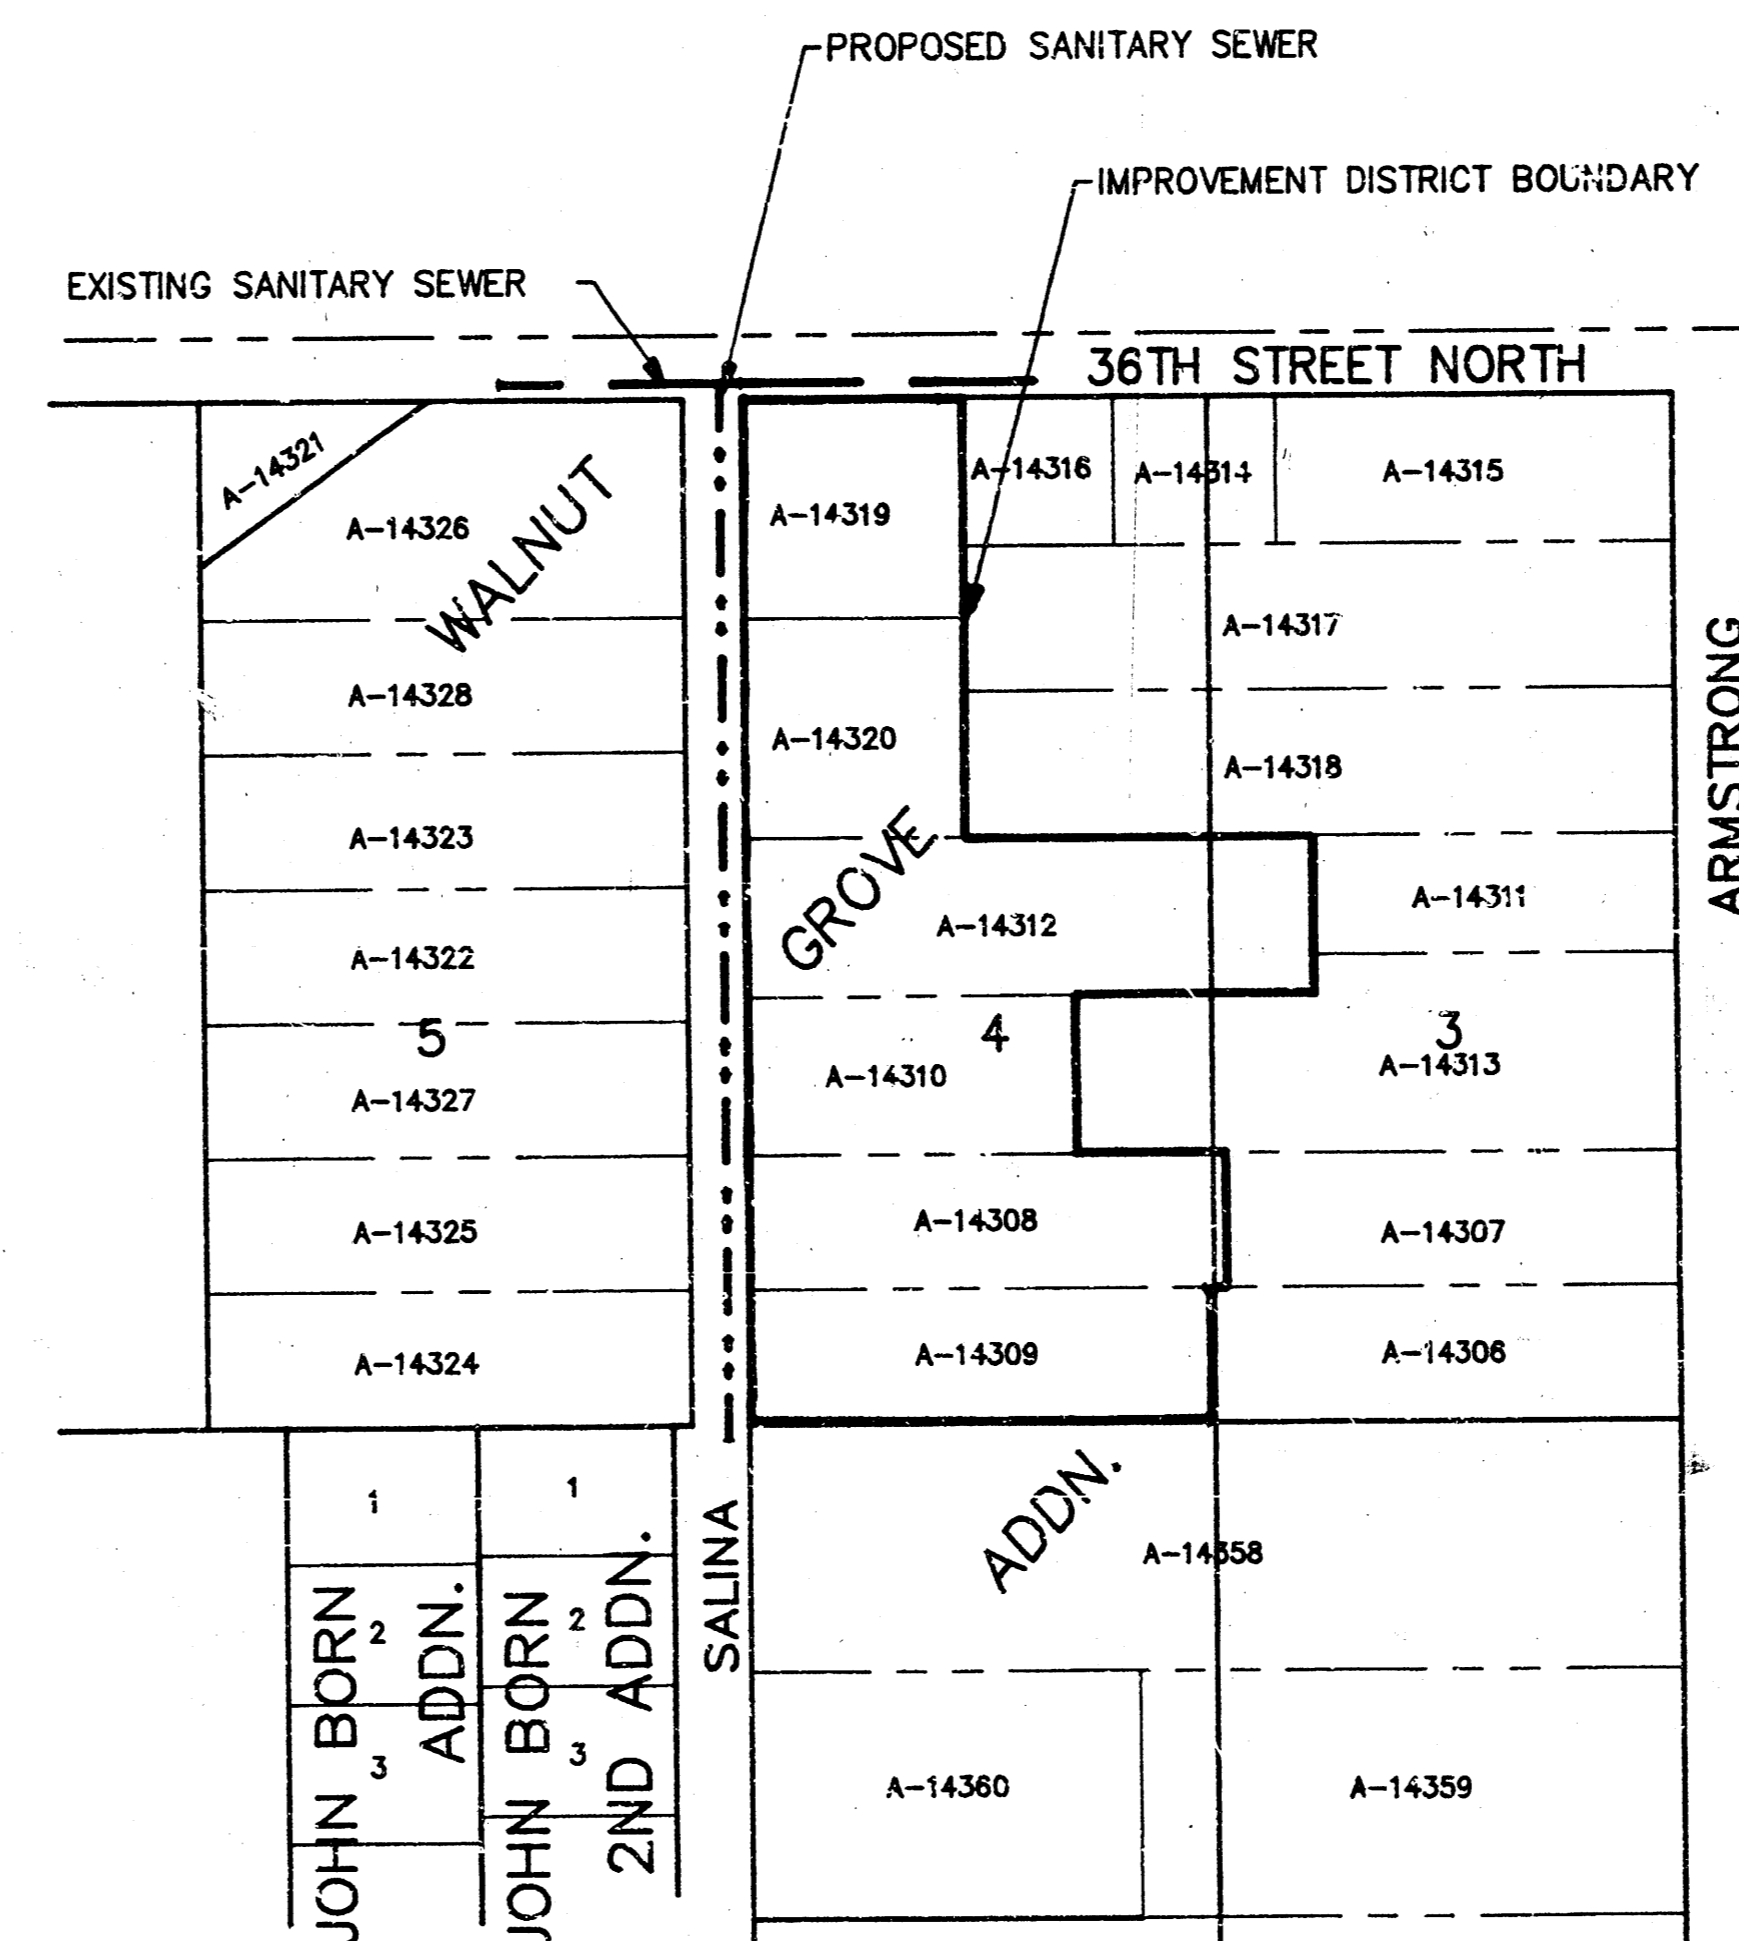 PROPOSED SANITARY SEWER
IMPROVEMENT DISTRICT BOUNDARY
EXISTING SANITARY SEWER
36TH STREET NORTH
A-14321
A-14326
WALNUT
A-14319
A-14316
A-14314
A-14315
A-14317
ARMSTRONG
A-14328
A-14320
A-14318
A-14323
GROVE
A-14312
A-14311
A-14322
5
4
3
A-14313
A-14327
A-14310
A-14325
A-14308
A-14307
A-14324
A-14309
A-14306
1
1
SALINA
ADDN.
A-14358
2
2
3
3
JOHN BORN
ADDN.
JOHN BORN
2ND ADDN.
A-14360
A-14359